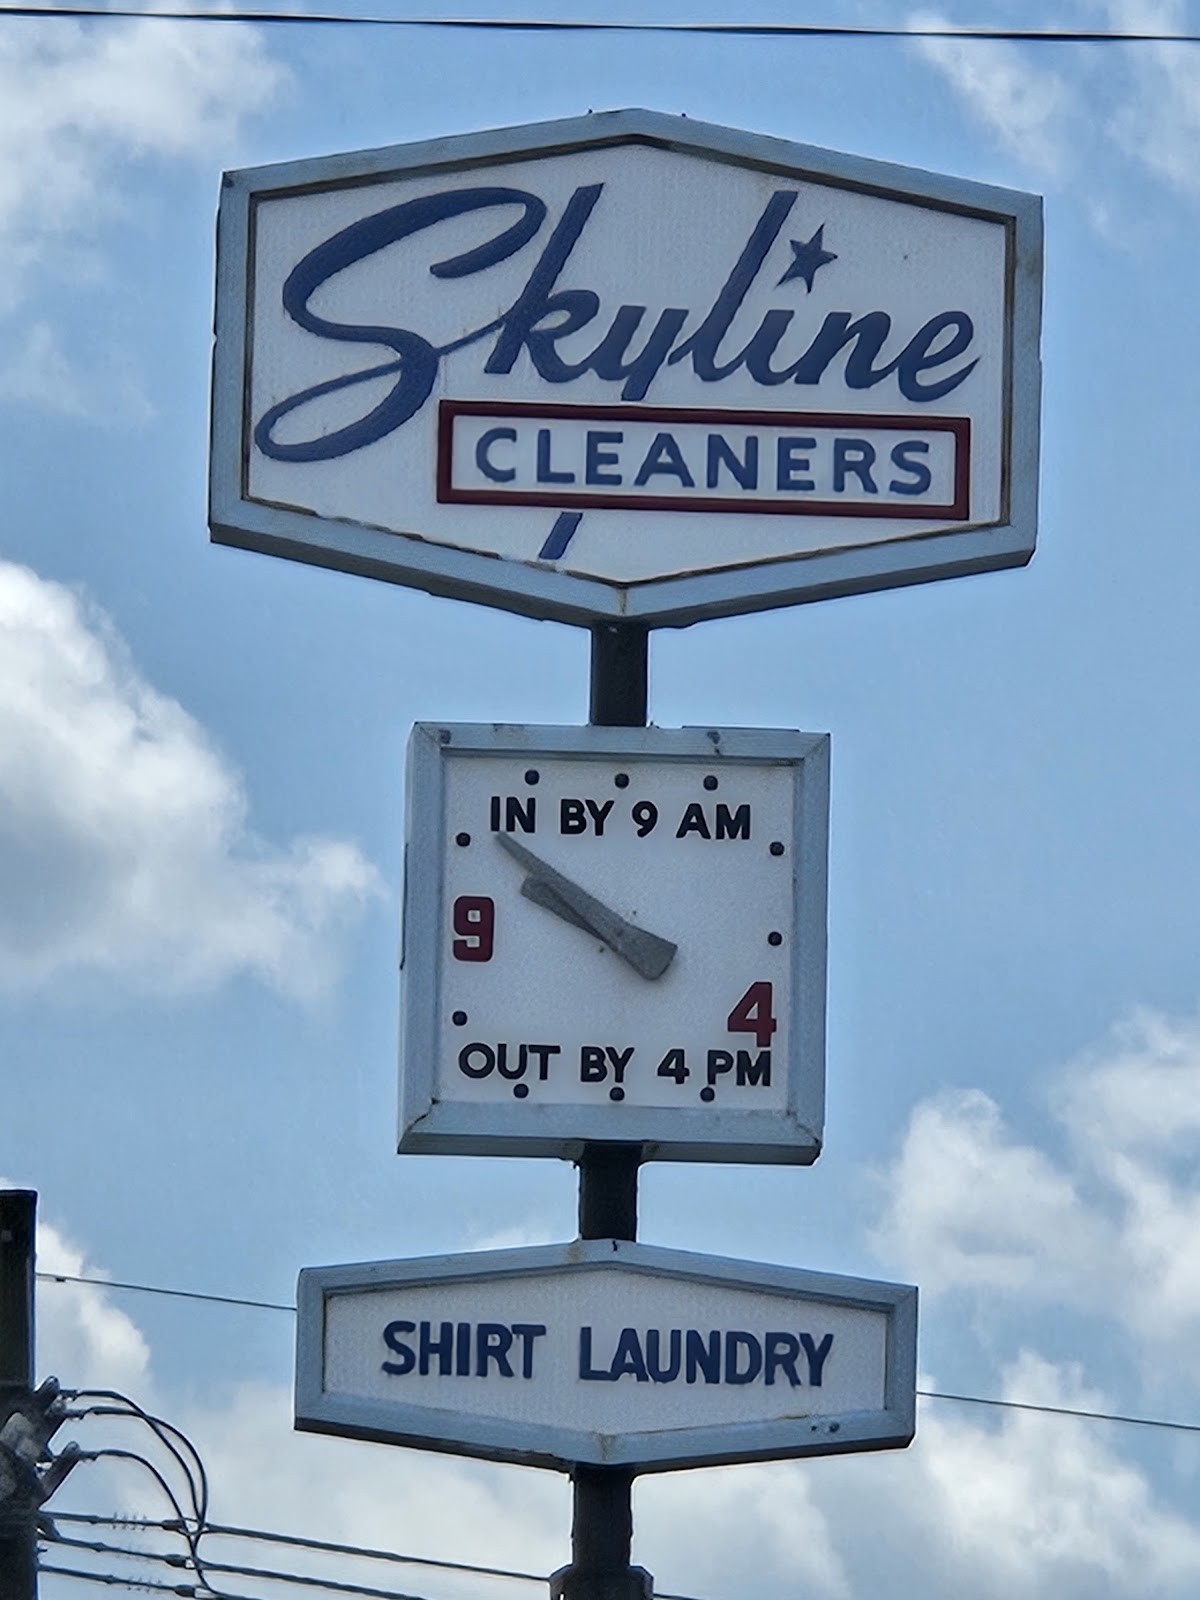 Skyline
CLEANERS
IN BY 9 AM
9
4
OUT BY 4 PM
SHIRT LAUNDRY